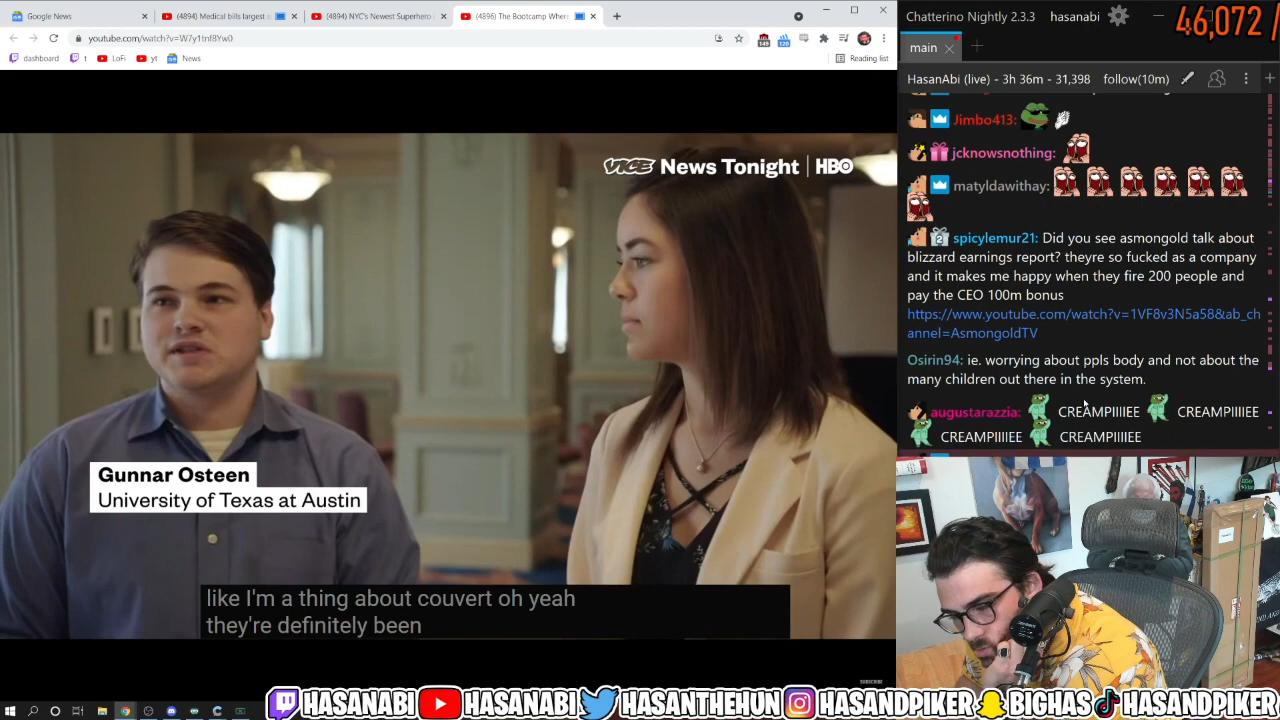 Google News
(4894) Medical bills largest s
(4894) NYC's Newest Superhero
(4896) The Bootcamp Where
youtube.com/watch?v=W7y1tnf8Yw0
149
120
dashboard
t
LoFi
yt
News
Reading list
VICE News Tonight | HBO
Gunnar Osteen
University of Texas at Austin
like I'm a thing about couvert oh yeah
they're definitely been
SUBSCRIBE
Chatterino Nightly 2.3.3
hasanabi
46,072 /
main
HasanAbi (live) - 3h 36m - 31,398
follow(10m)
Jimbo413:
jcknowsnothing:
matyldawithay:
spicylemur21: Did you see asmongold talk about
blizzard earnings report? theyre so fucked as a company
and it makes me happy when they fire 200 people and
pay the CEO 100m bonus
https://www.youtube.com/watch?v=1VF8v3N5a58&ab_ch
annel=AsmongoldTV
Osirin94: ie. worrying about ppls body and not about the
many children out there in the system.
augustarazzia: CREAMPIIIIEE CREAMPIIIIEE
CREAMPIIIIEE CREAMPIIIIEE
HASANABI
HASANABI
HASANTHEHUN
HASANDPIKER
BIGHAS
HASANDPIKER